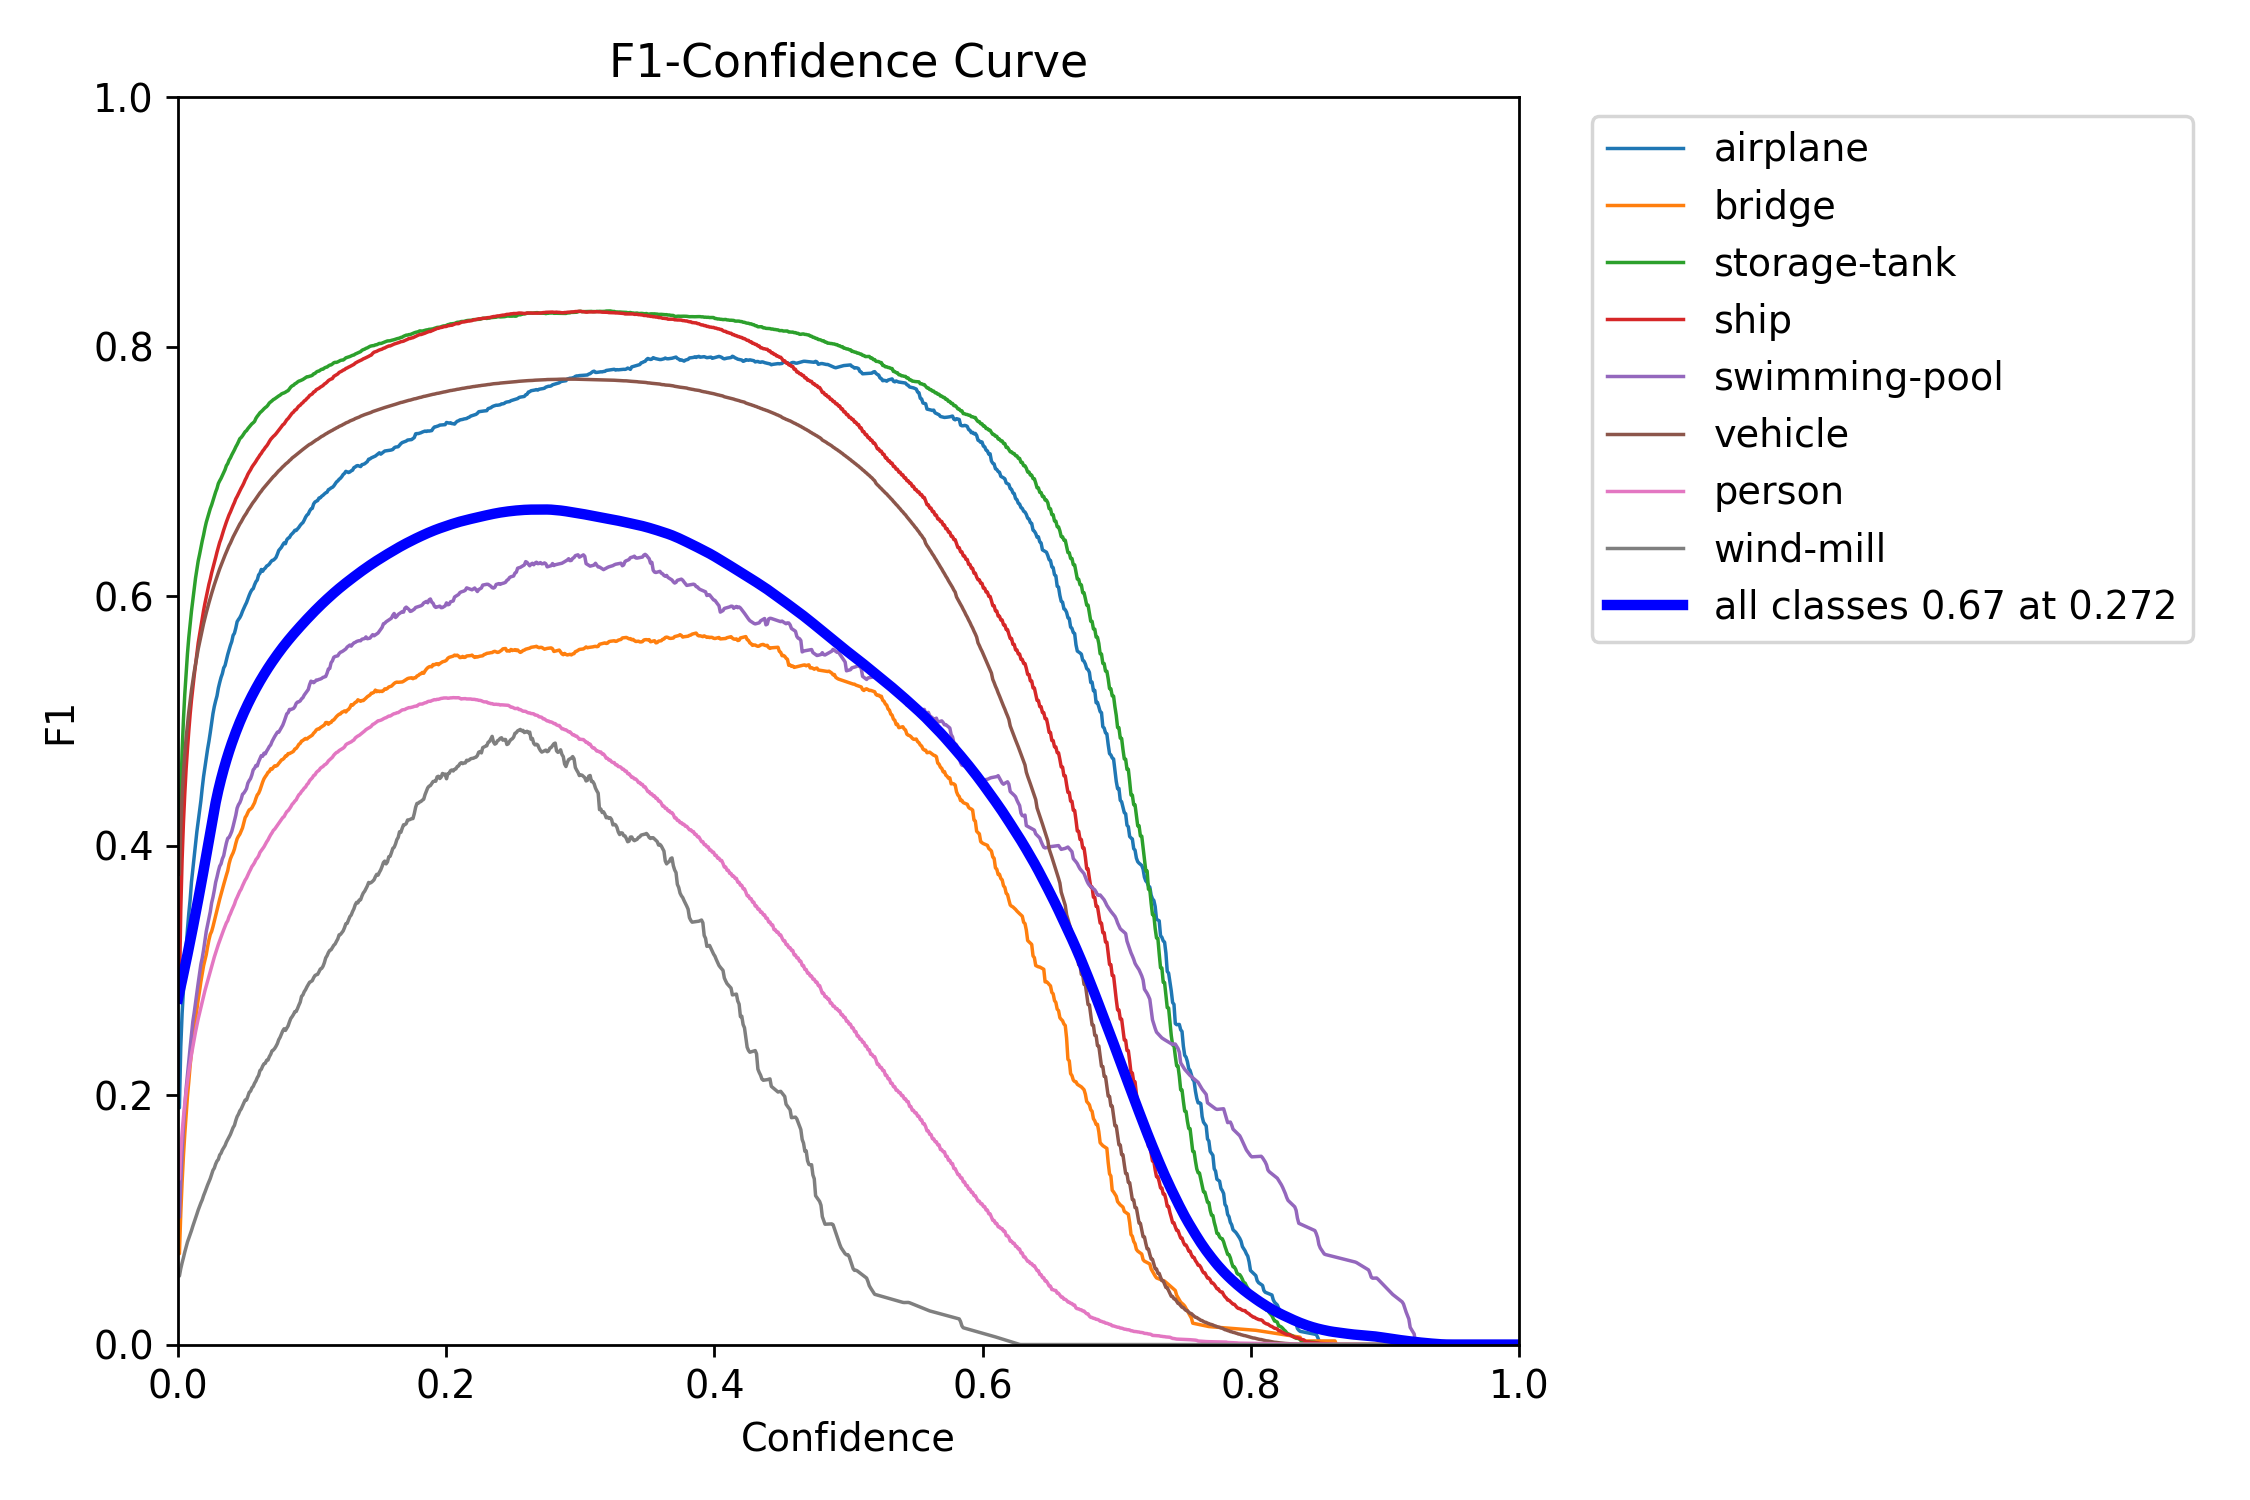 F1-Confidence Curve
1.0
0.8
0.6
0.4
0.2
0.0
F1
0.0 0.2 0.4 0.6 0.8 1.0
Confidence
airplane
bridge
storage-tank
ship
swimming-pool
vehicle
person
wind-mill
all classes 0.67 at 0.272